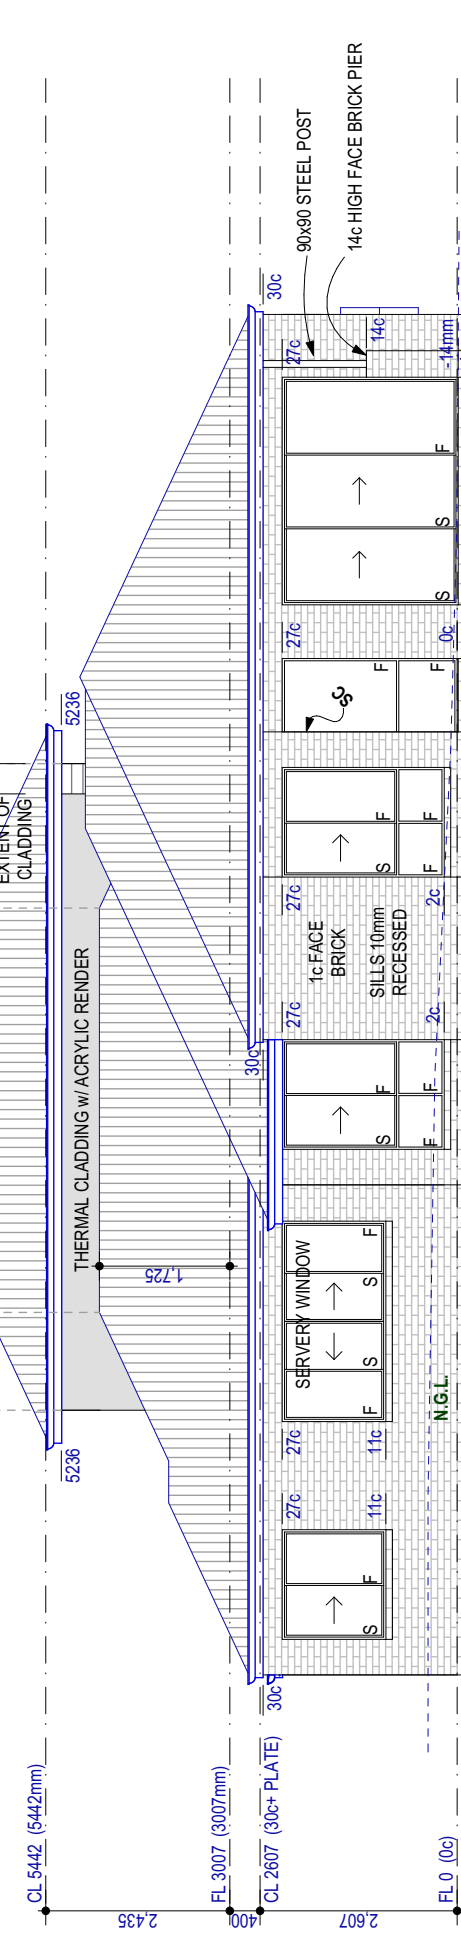 EXTENT OF
CLADDING
5236
5236
THERMAL CLADDING w/ ACRYLIC RENDER
1,725
CL 5442 (5442mm)
2,435
FL 3007 (3007mm)
400
CL 2607 (30c+ PLATE)
2,607
FL 0 (0c)
30c
30c
30c
90x90 STEEL POST
14c HIGH FACE BRICK PIER
27c
11c
S
F
27c
11c
SERVERY WINDOW
F
S
S
F
N.G.L.
27c
2c
S
F
F
F
1c FACE
BRICK
SILLS 10mm
RECESSED
27c
2c
S
F
F
F
SC
F
F
27c
0c
S
S
F
27c
14c
-14mm